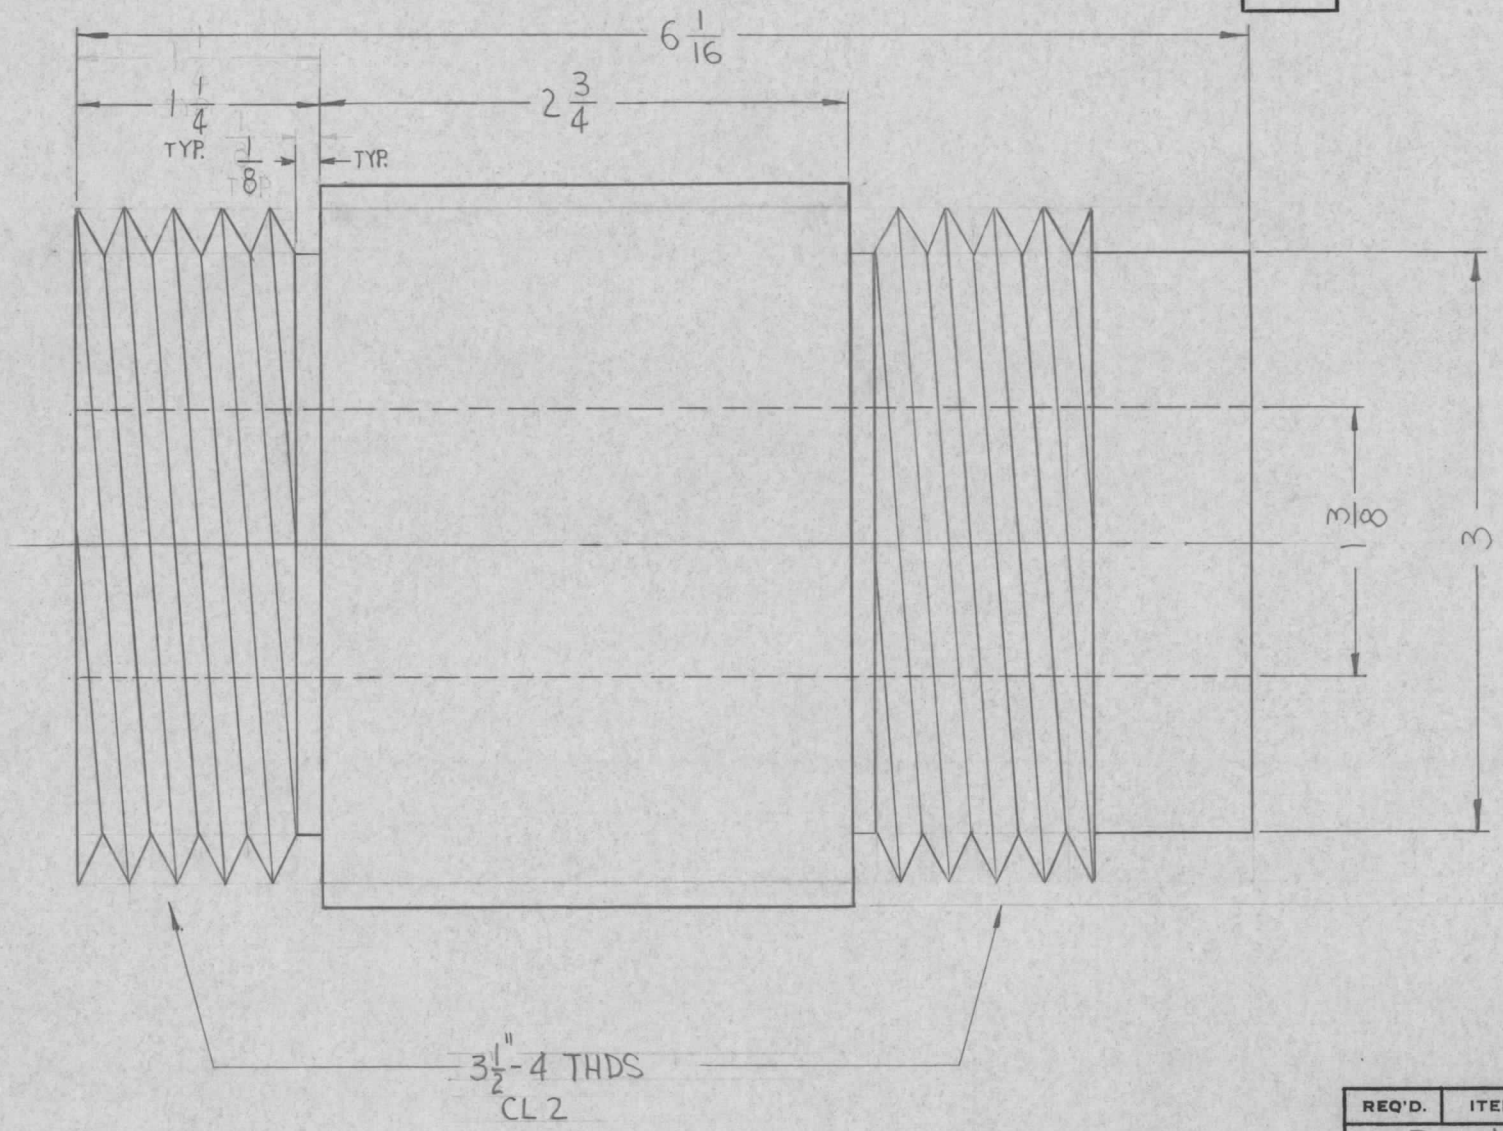 6 1/16
1 1/4
TYP.
2 3/4
1/8
TYP.
1 3/8
3
3 1/2"-4 THDS
CL 2
REQ'D.